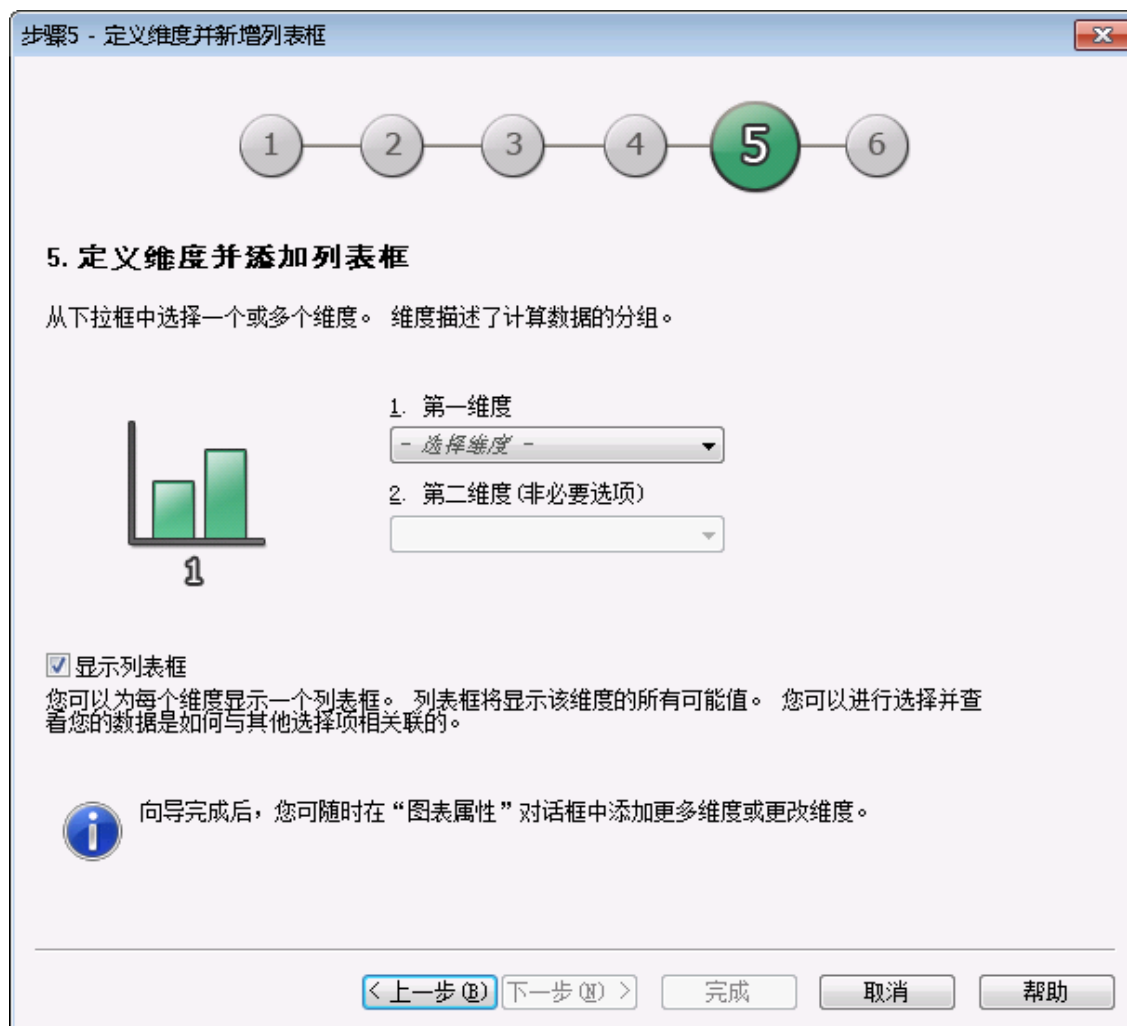 步骤5 - 定义维度并新增列表框
1
2
3
4
5
6
5. 定义维度并添加列表框
从下拉框中选择一个或多个维度。 维度描述了计算数据的分组。
1. 第一维度
- 选择维度 -
2. 第二维度(非必要选项)
1
显示列表框
您可以为每个维度显示一个列表框。 列表框将显示该维度的所有可能值。 您可以进行选择并查
看您的数据是如何与其他选择项相关联的。
向导完成后，您可随时在“图表属性”对话框中添加更多维度或更改维度。
< 上一步(B)
下一步(N) >
完成
取消
帮助